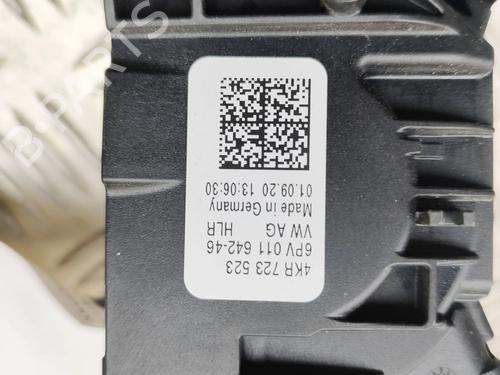 4KR 723 523
6PV 011 642-46
VW AG HLR
Made in Germany
01.09.20 13:06:30
B-PARTS